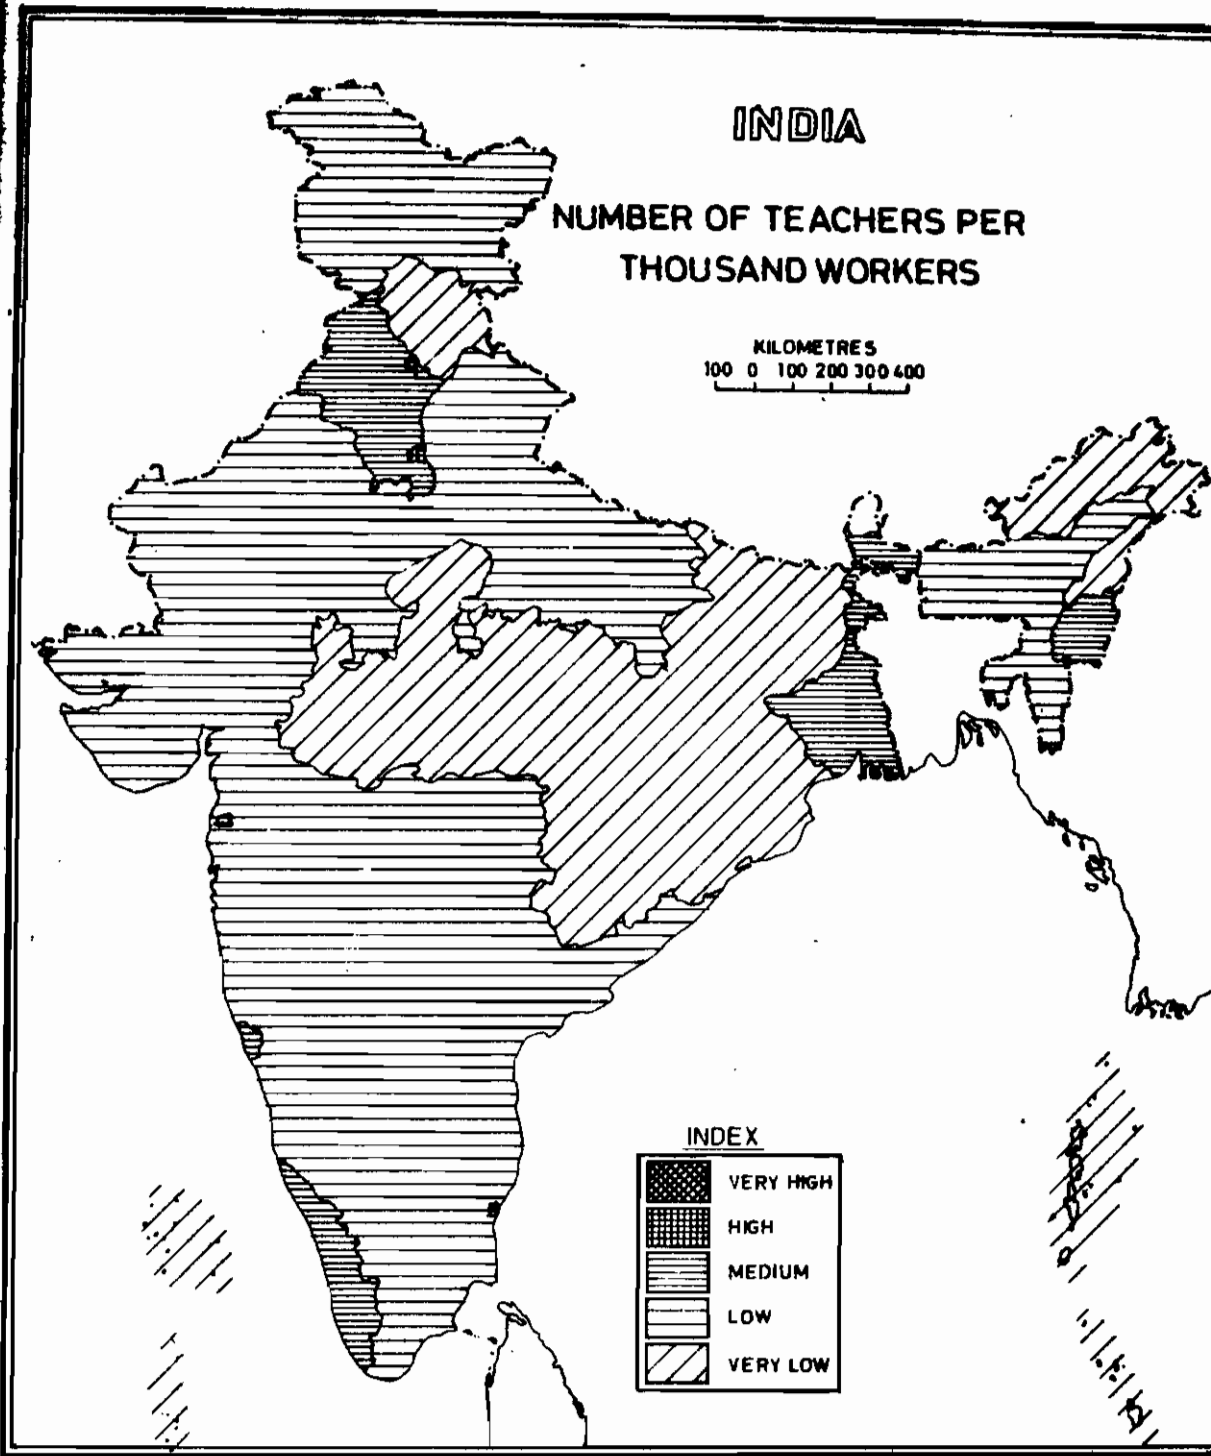 INDIA
NUMBER OF TEACHERS PER
THOUSAND WORKERS
KILOMETRES
100 0 100 200 300 400
INDEX
VERY HIGH
HIGH
MEDIUM
LOW
VERY LOW